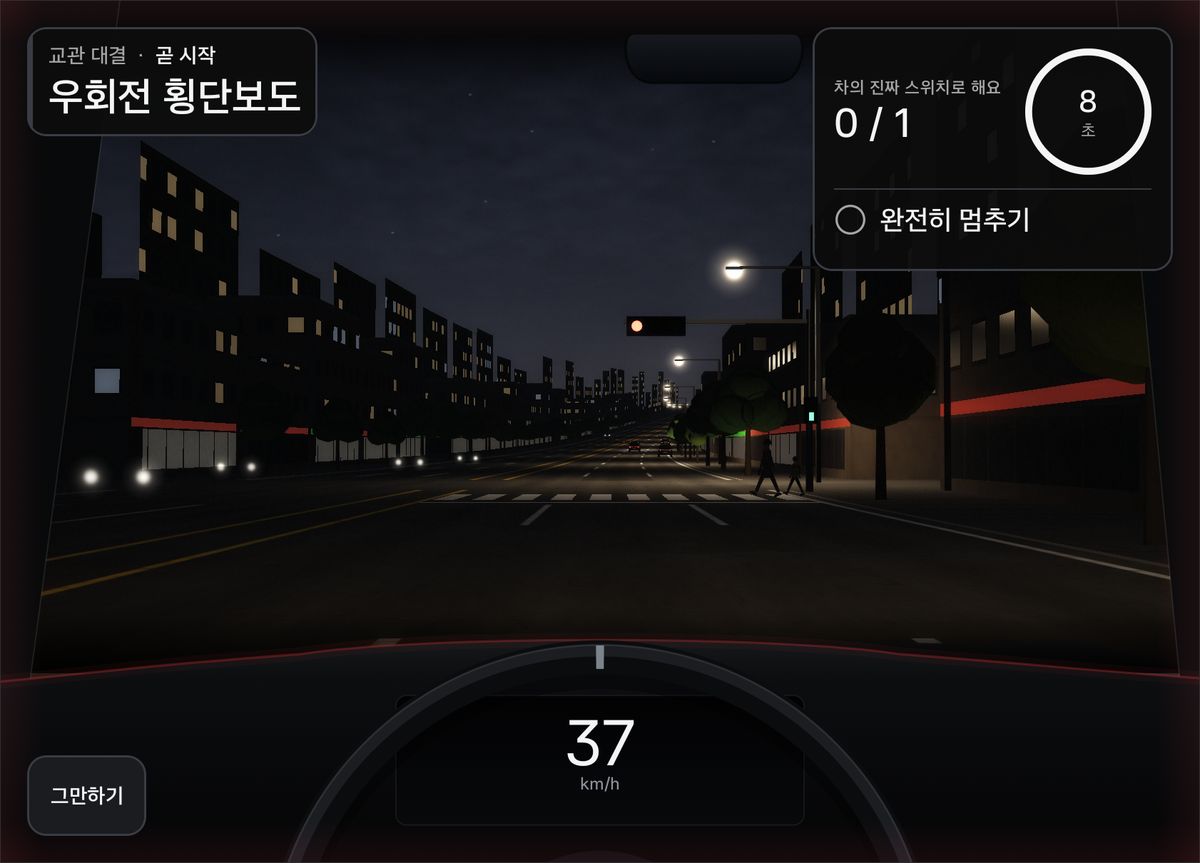 교관 대결 · 곧 시작
우회전 횡단보도
차의 진짜 스위치로 해요
0 / 1
8
초
완전히 멈추기
37
km/h
그만하기